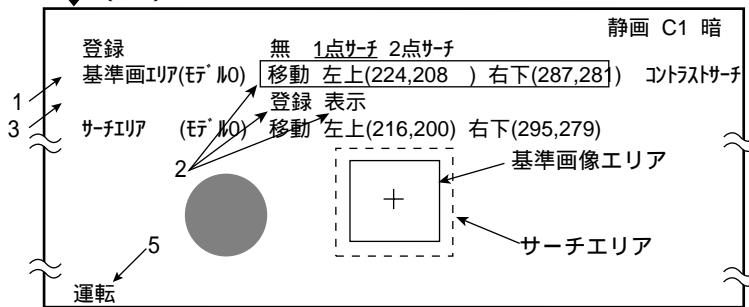 静画 C1 暗
登録 無 1点ｻｰﾁ 2点ｻｰﾁ
1 基準画ｴﾘｱ(ﾓﾃﾞﾙ0) 移動 左上(224,208 ) 右下(287,281) ｺﾝﾄﾗｽﾄｻｰﾁ
3 登録 表示
ｻｰﾁｴﾘｱ (ﾓﾃﾞﾙ0) 移動 左上(216,200) 右下(295,279)
2 基準画像エリア
サーチエリア
5
運転